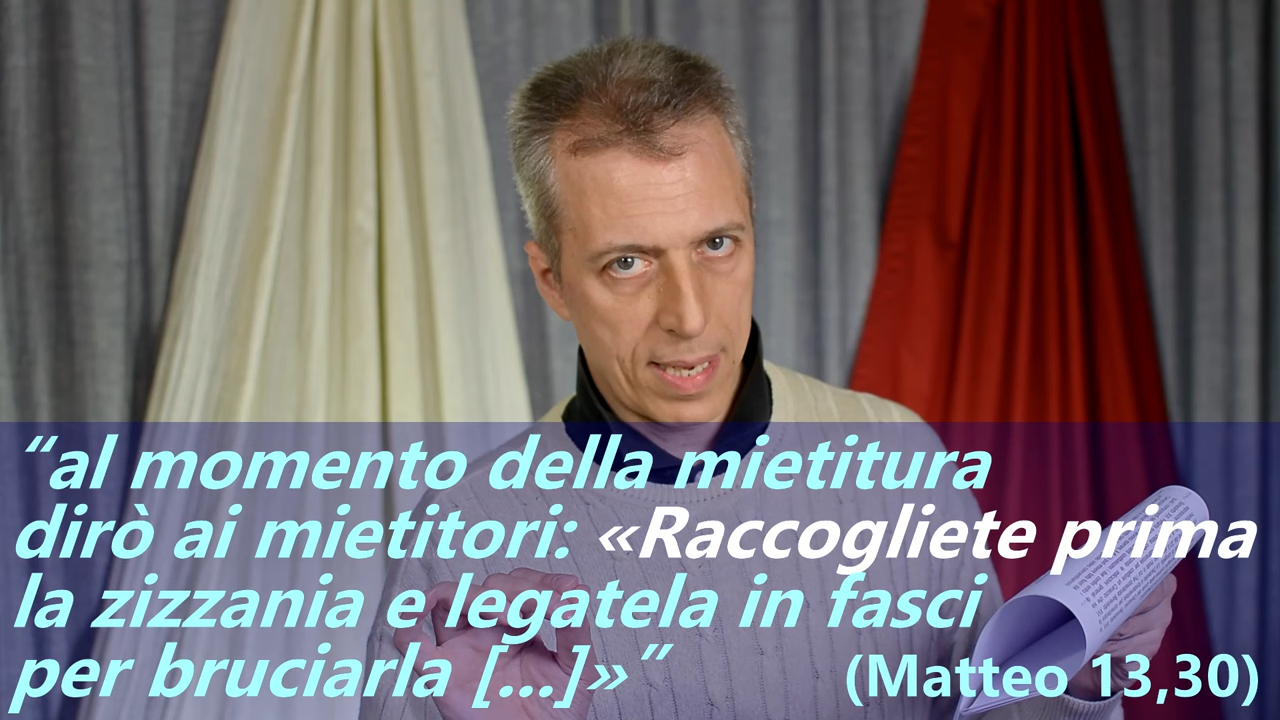 “al momento della mietitura
dirò ai mietitori: «Raccogliete prima
la zizzania e legatela in fasci
per bruciarla [...]»”
(Matteo 13,30)